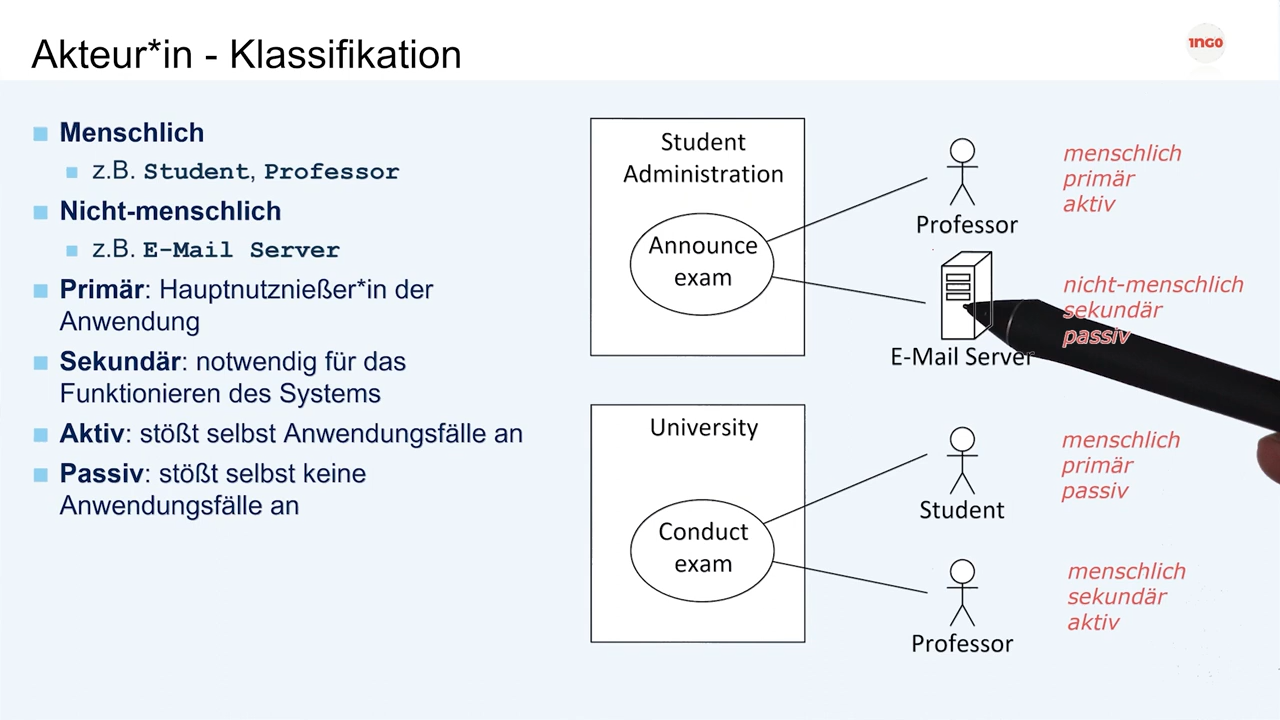 Akteur*in - Klassifikation
1NGO
Menschlich
z.B. Student, Professor
Nicht-menschlich
z.B. E-Mail Server
Primär: Hauptnutznießer*in der
Anwendung
Sekundär: notwendig für das
Funktionieren des Systems
Aktiv: stößt selbst Anwendungsfälle an
Passiv: stößt selbst keine
Anwendungsfälle an
Student
Administration
Announce
exam
Professor
menschlich
primär
aktiv
E-Mail Server
nicht-menschlich
sekundär
passiv
University
Conduct
exam
Student
menschlich
primär
passiv
Professor
menschlich
sekundär
aktiv